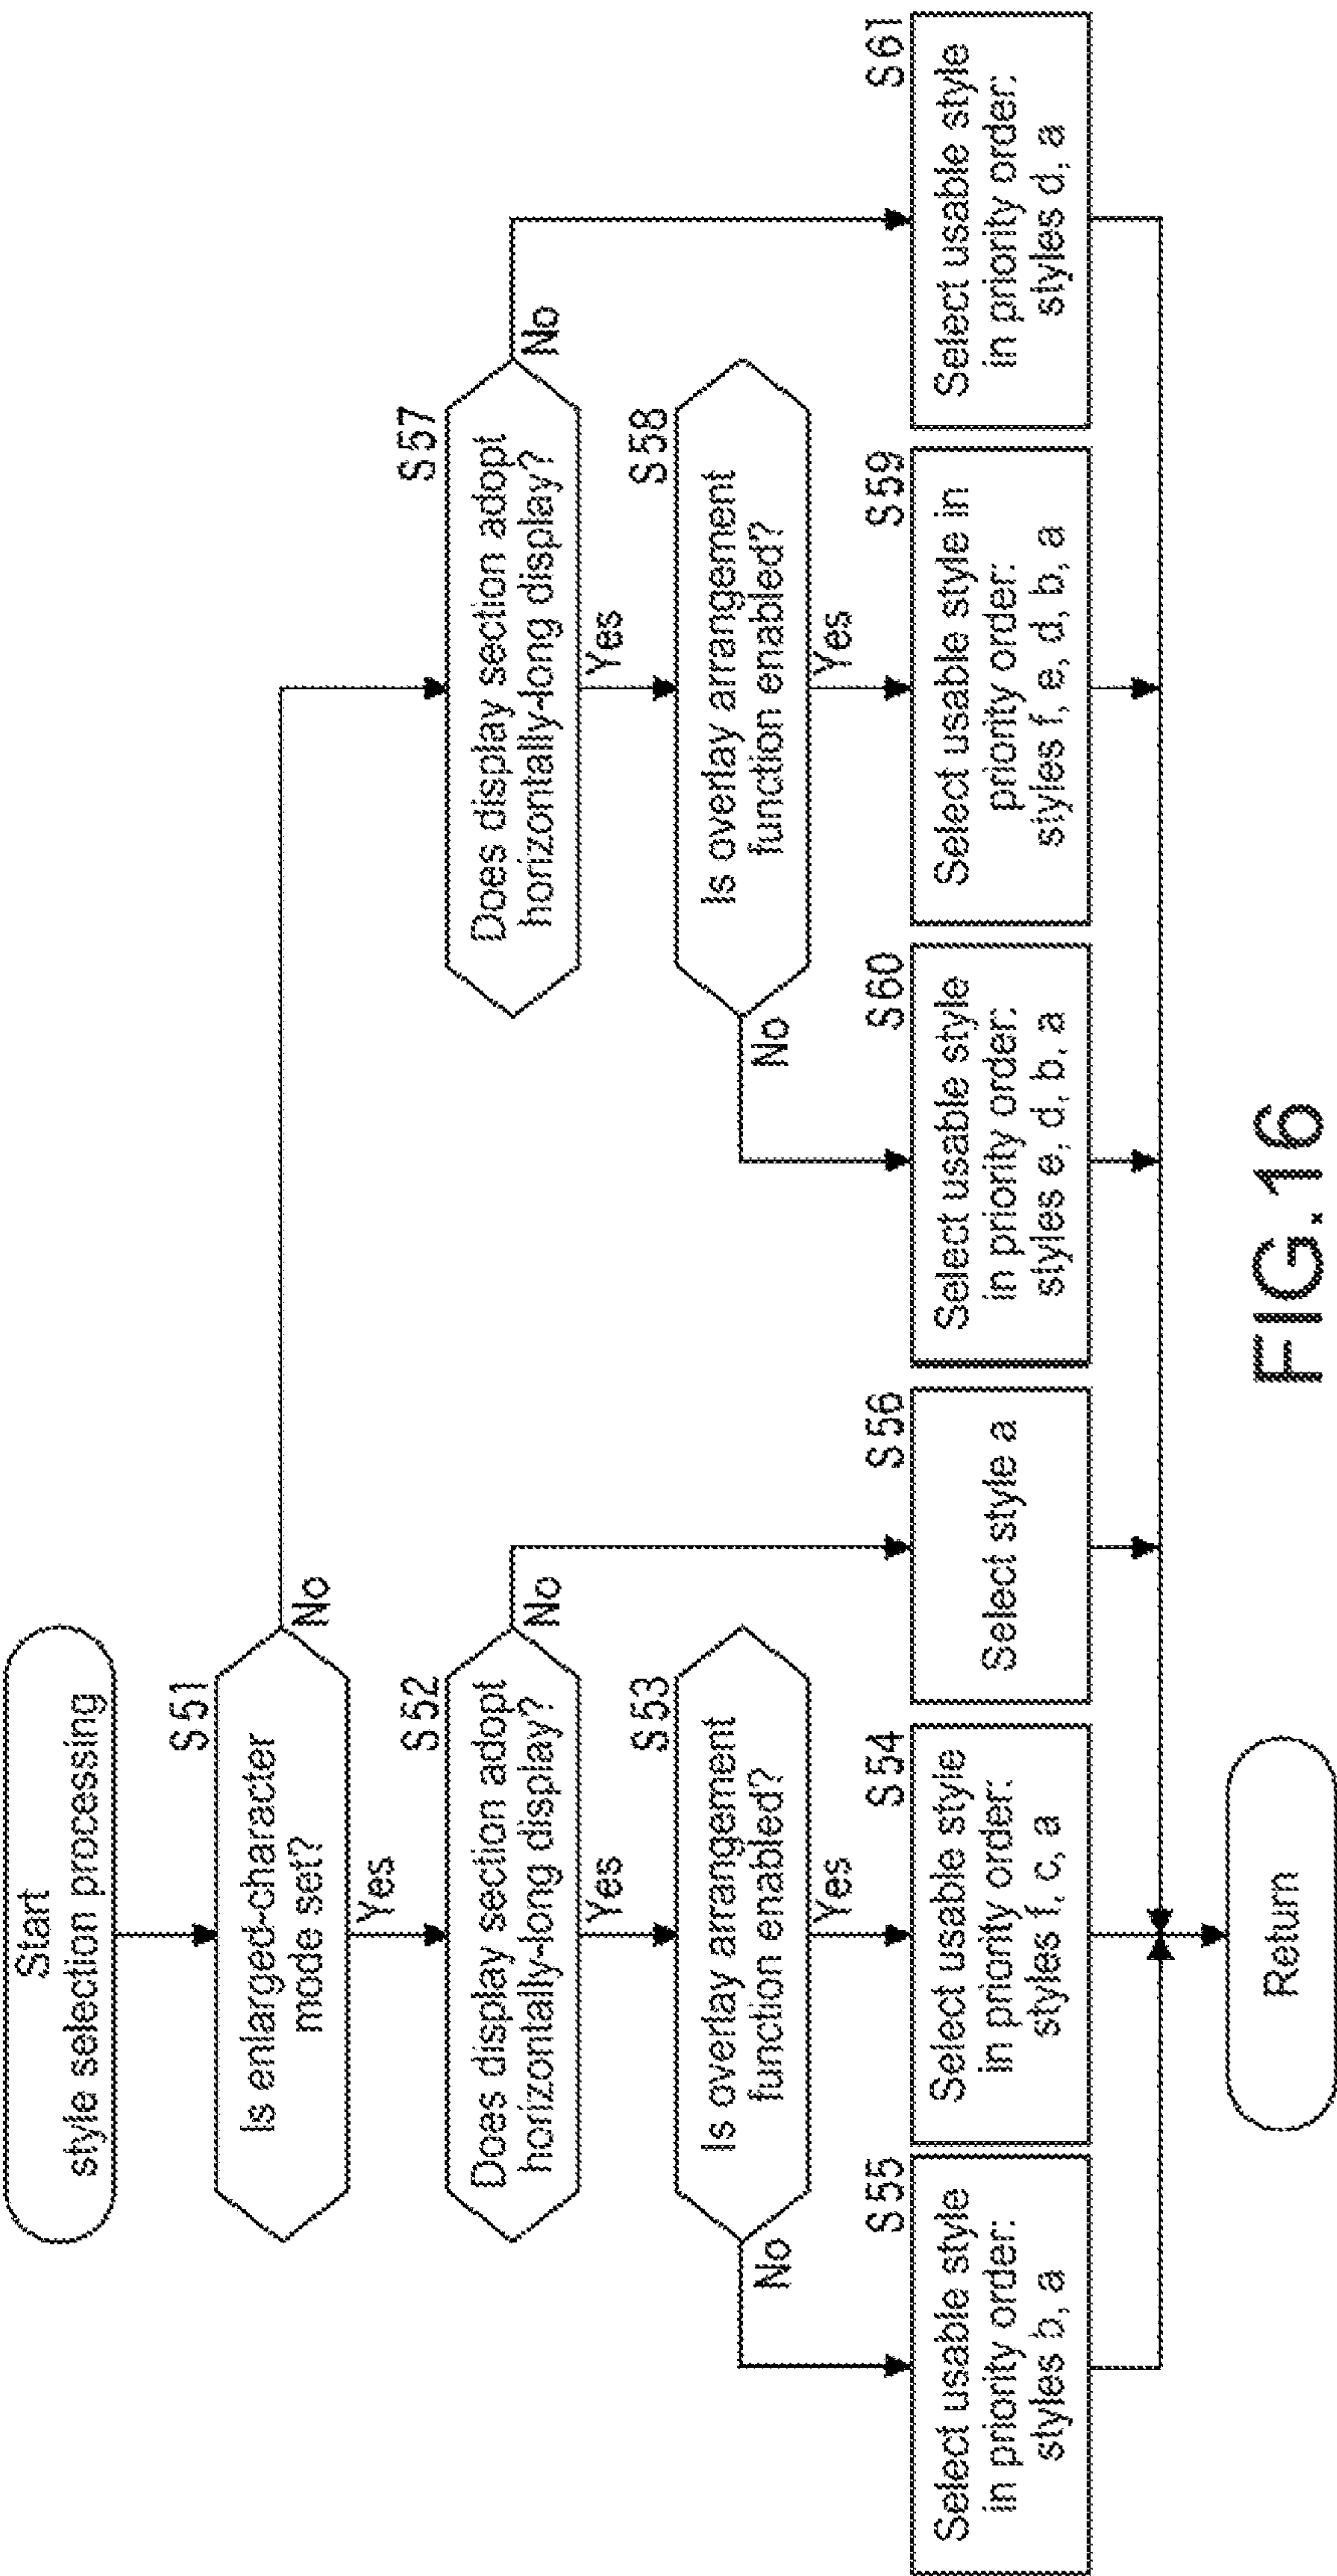 Start
style selection processing
S51
Is enlarged-character
mode set?
No
Yes
S52
Does display section adopt
horizontally-long display?
No
Yes
S53
Is overlay arrangement
function enabled?
No
Yes
S55
Select usable style
in priority order:
styles b, a
S54
Select usable style
in priority order:
styles f, c, a
S56
Select style a
S57
Does display section adopt
horizontally-long display?
No
Yes
S58
Is overlay arrangement
function enabled?
No
Yes
S60
Select usable style
in priority order:
styles e, d, b, a
S59
Select usable style in
priority order:
styles f, e, d, b, a
S61
Select usable style
in priority order:
styles d, a
Return
FIG.16